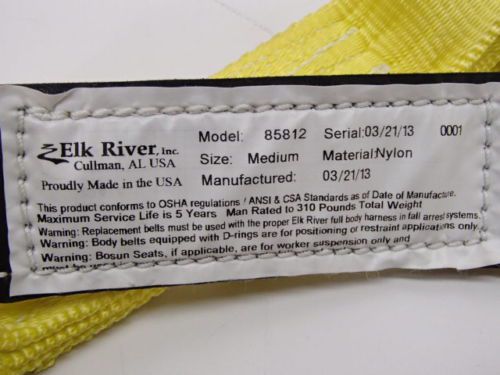 Elk River, Inc.
Cullman, AL USA
Proudly Made in the USA
Model: 85812 Serial:03/21/13 0001
Size: Medium Material:Nylon
Manufactured: 03/21/13
This product conforms to OSHA regulations / ANSI & CSA Standards as of Date of Manufacture.
Maximum Service Life is 5 Years Man Rated to 310 Pounds Total Weight
Warning: Replacement belts must be used with the proper Elk River full body harness in fall arrest systems.
Warning: Body belts equipped with D-rings are for positioning or restraint applications only.
Warning: Bosun Seats, if applicable, are for worker suspension only and
must be